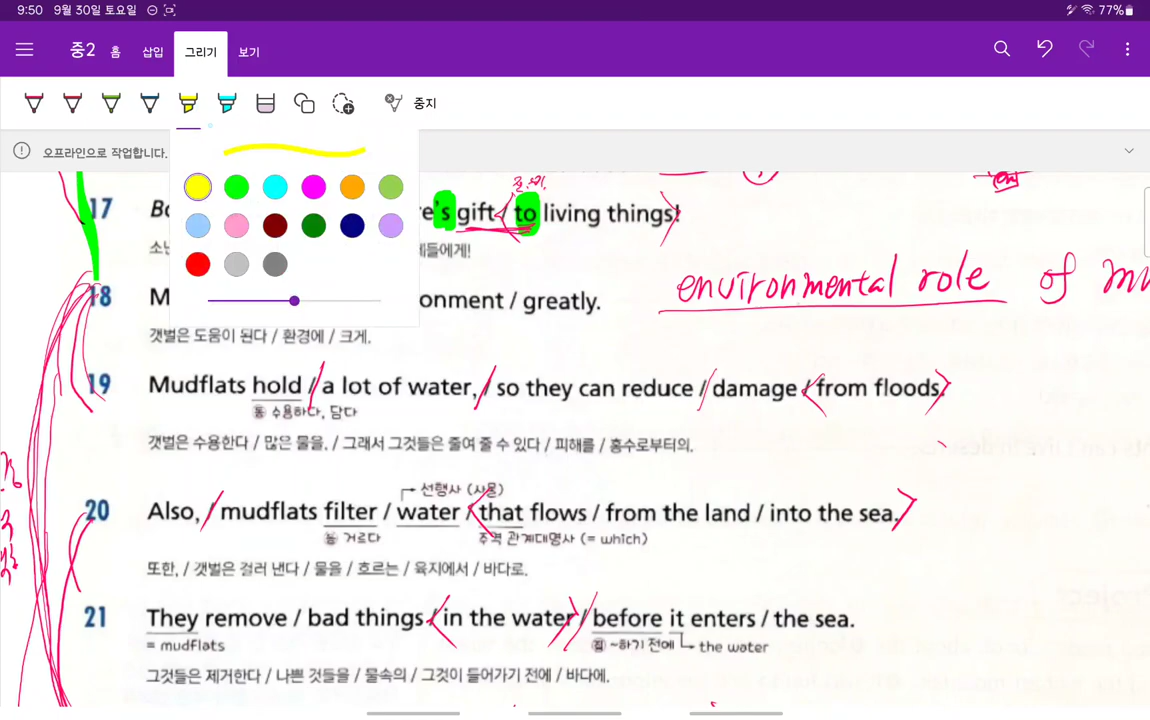 9:50 9월 30일 토요일 77%
중2 홈 삽입 그리기 보기
중지
오프라인으로 작업합니다.
17 Bo e's gift to living things!
소년 체들에게!
environmental role of mu
18 M onment / greatly.
갯벌은 도움이 된다 / 환경에 / 크게.
19 Mudflats hold / a lot of water, / so they can reduce / damage / from floods.
동 수용하다, 담다
갯벌은 수용한다 / 많은 물을, / 그래서 그것들은 줄여 줄 수 있다 / 피해를 / 홍수로부터의.
선행사 (사물)
20 Also, / mudflats filter / water / that flows / from the land / into the sea.
동 거르다 주격 관계대명사 (= which)
또한, / 갯벌은 걸러 낸다 / 물을 / 흐르는 / 육지에서 / 바다로.
21 They remove / bad things / in the water / before it enters / the sea.
= mudflats 접 ~하기 전에 the water
그것들은 제거한다 / 나쁜 것들을 / 물속의 / 그것이 들어가기 전에 / 바다에.